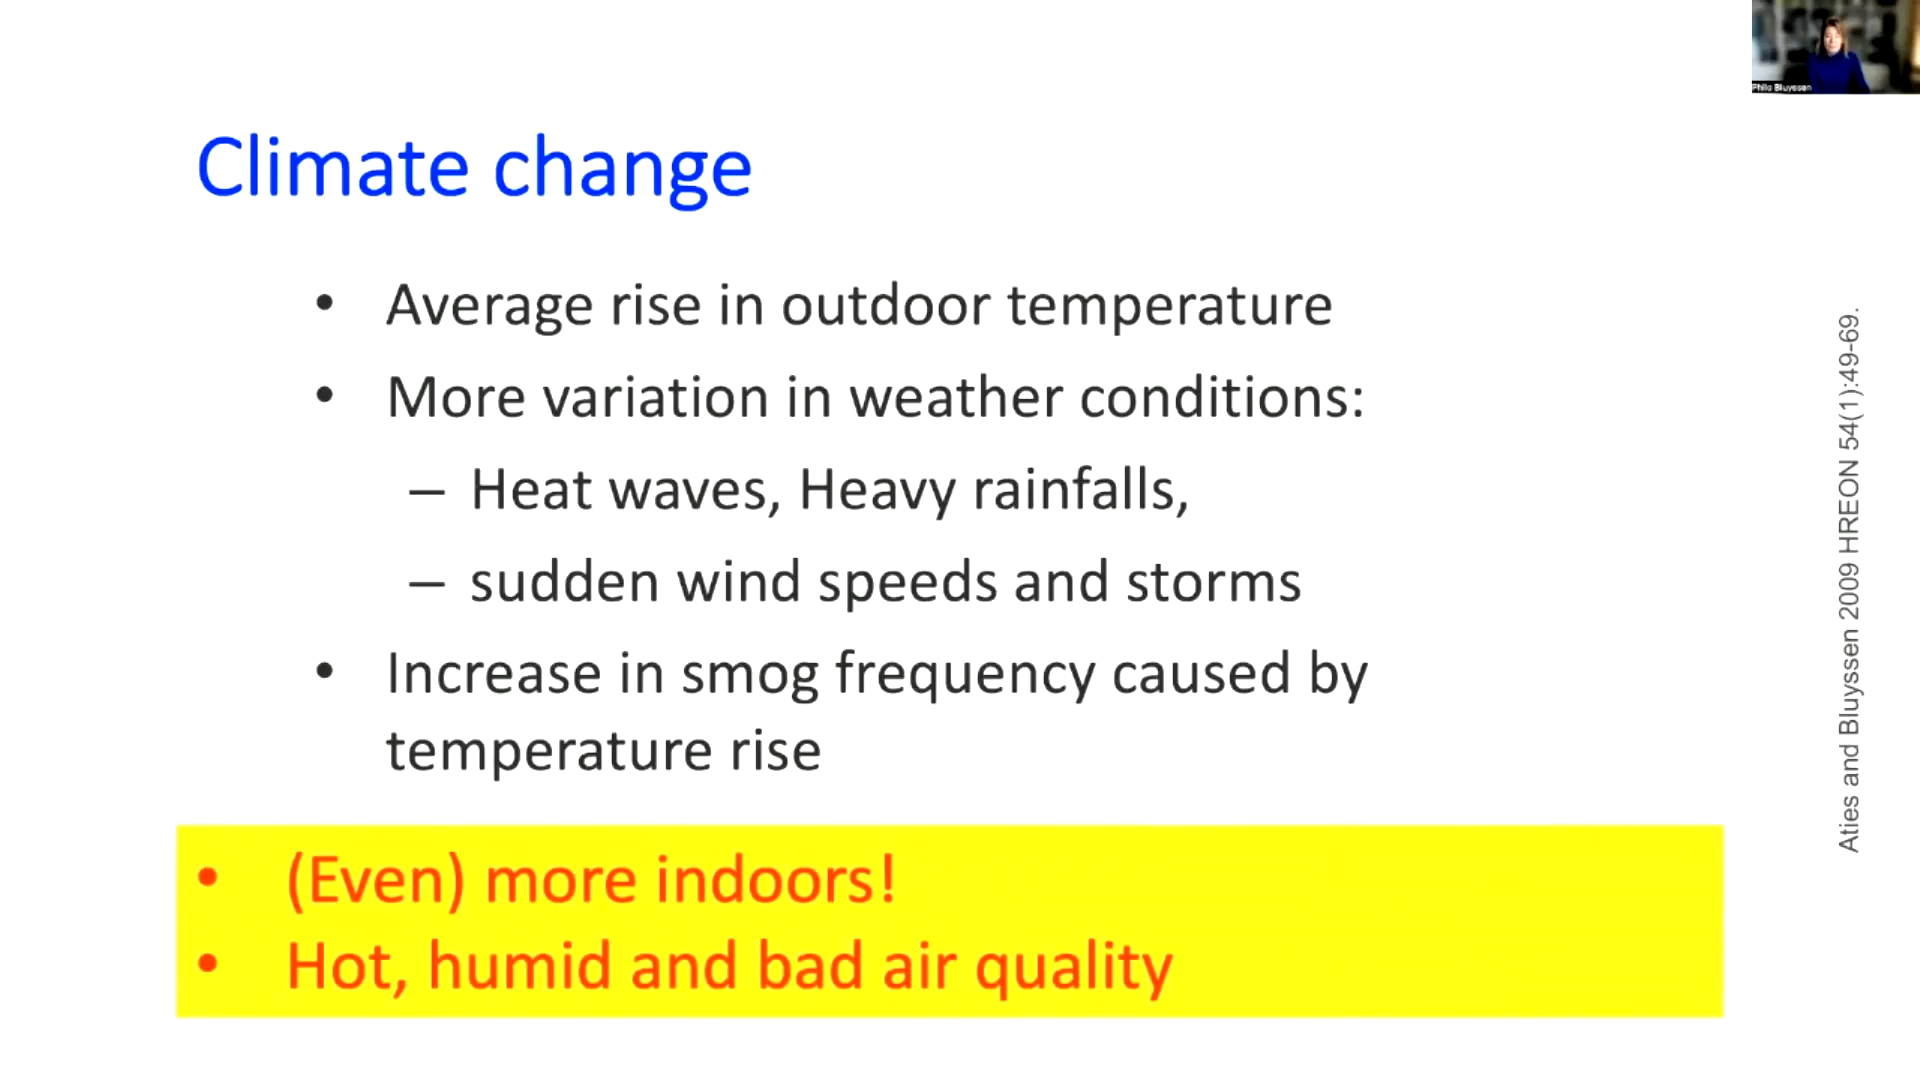 Philo Bluyssen
Climate change
• Average rise in outdoor temperature
• More variation in weather conditions:
– Heat waves, Heavy rainfalls,
– sudden wind speeds and storms
• Increase in smog frequency caused by
temperature rise
• (Even) more indoors!
• Hot, humid and bad air quality
Aties and Bluyssen 2009 HREON 54(1):49-69.